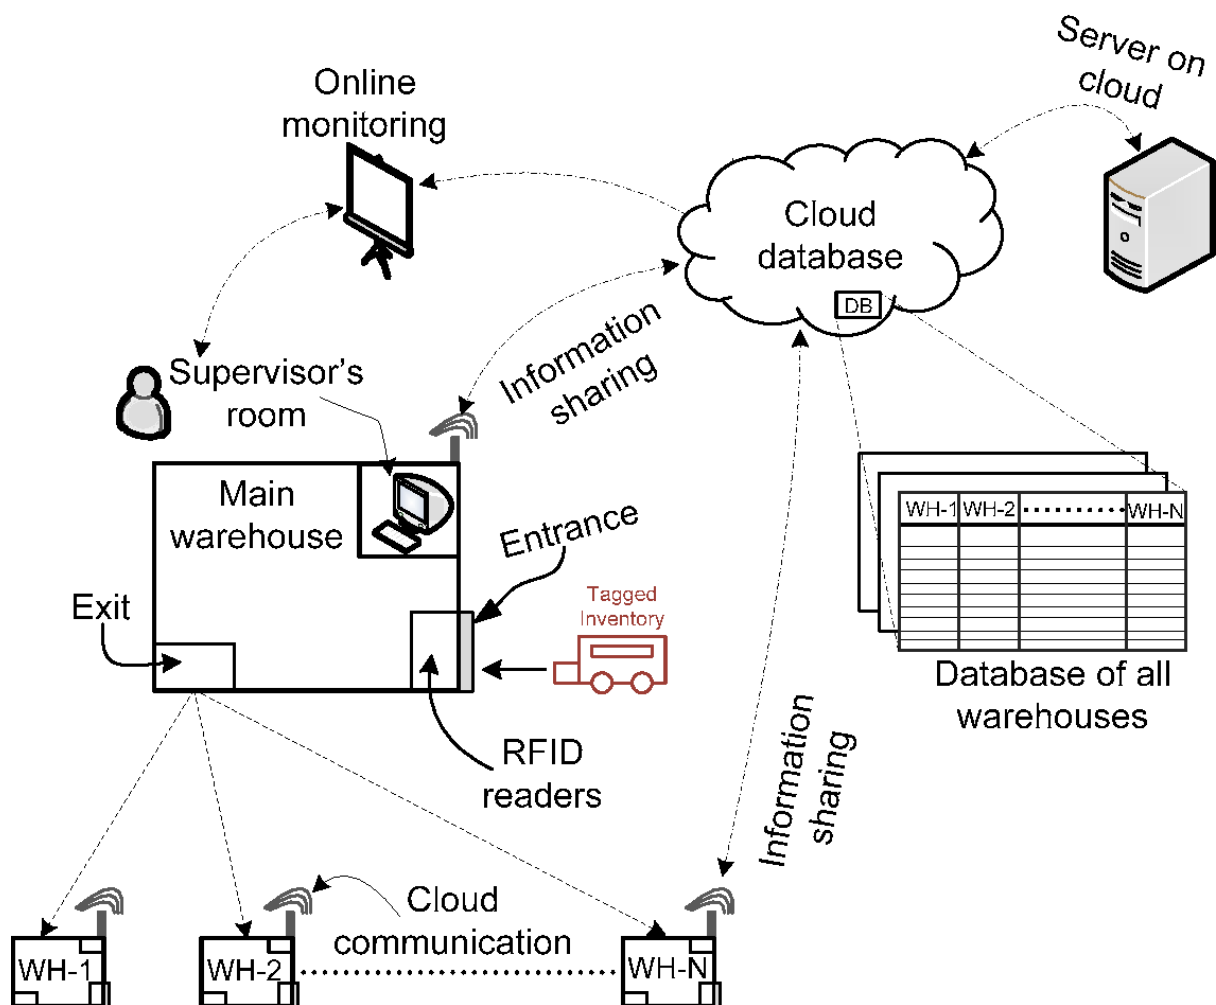 Server on
cloud
Online
monitoring
Cloud
database
DB
Information
sharing
Supervisor's
room
Main
warehouse
WH-1
WH-2
WH-N
Entrance
Exit
Tagged
Inventory
Database of all
warehouses
RFID
readers
Information
sharing
Cloud
communication
WH-1
WH-2
WH-N